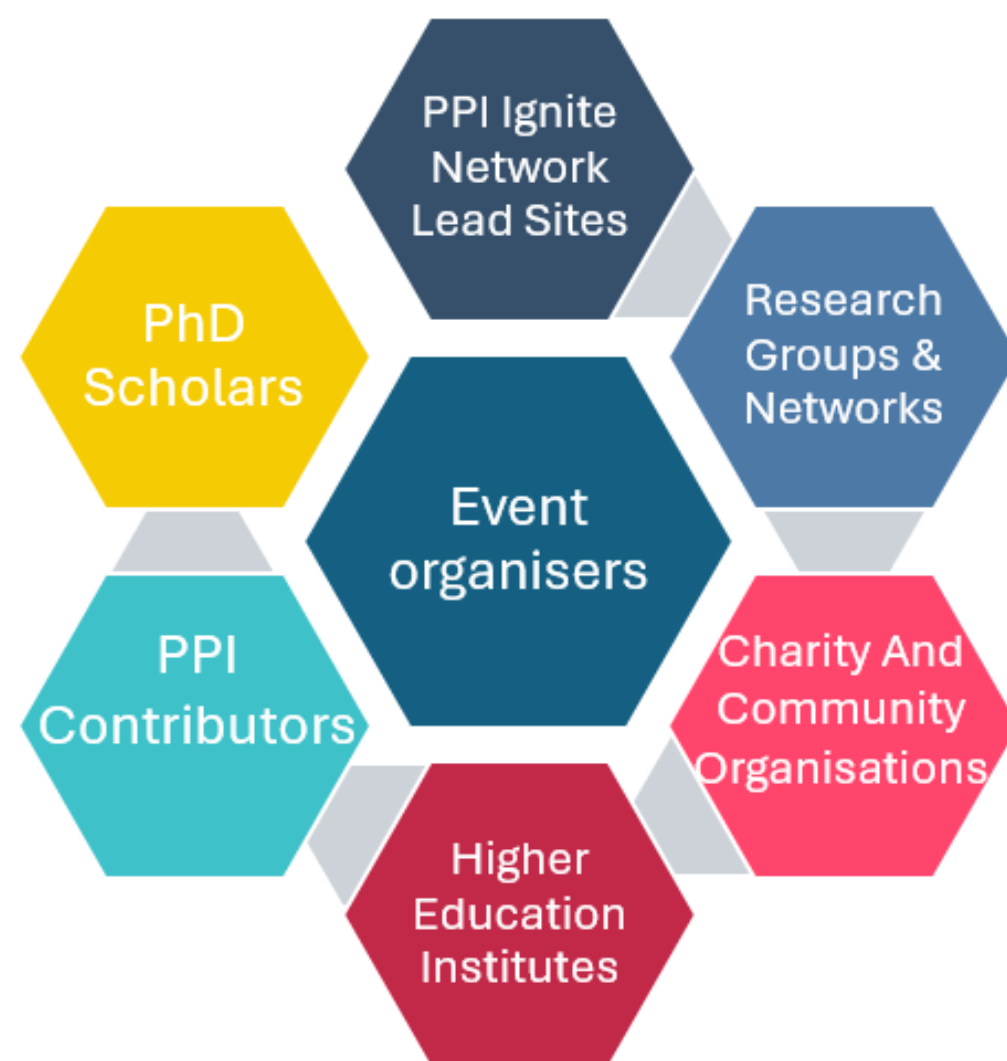 PPI Ignite
Network
Lead Sites
Research
Groups &
Networks
Charity And
Community
Organisations
Higher
Education
Institutes
PPI
Contributors
PhD
Scholars
Event
organisers